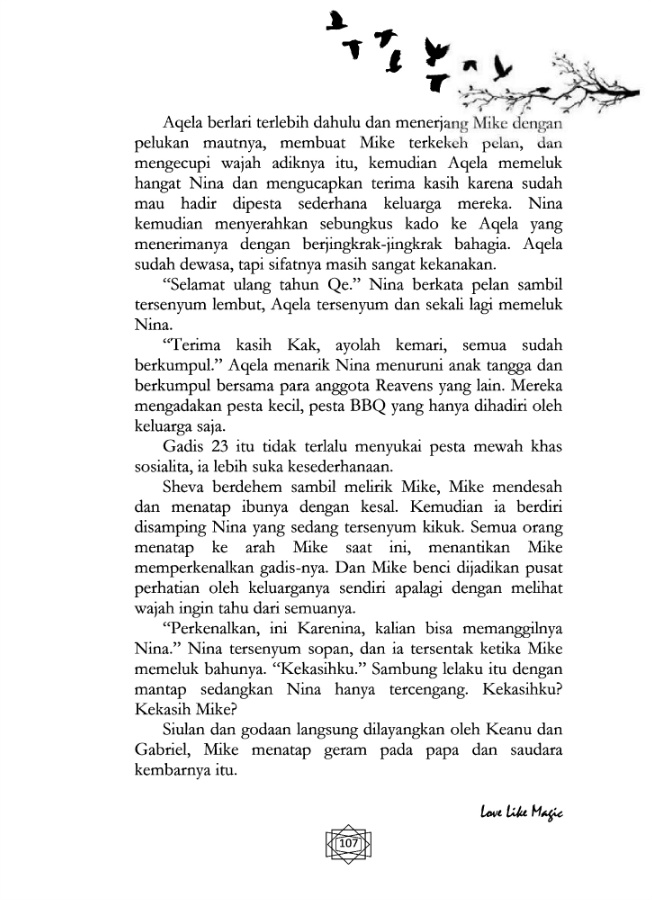 Aqela berlari terlebih dahulu dan menerjang Mike dengan
pelukan mautnya, membuat Mike terkekeh pelan, dan
mengecupi wajah adiknya itu, kemudian Aqela memeluk
hangat Nina dan mengucapkan terima kasih karena sudah
mau hadir dipesta sederhana keluarga mereka. Nina
kemudian menyerahkan sebungkus kado ke Aqela yang
menerimanya dengan berjingkrak-jingkrak bahagia. Aqela
sudah dewasa, tapi sifatnya masih sangat kekanakan.
“Selamat ulang tahun Qe.” Nina berkata pelan sambil
tersenyum lembut, Aqela tersenyum dan sekali lagi memeluk
Nina.
“Terima kasih Kak, ayolah kemari, semua sudah
berkumpul.” Aqela menarik Nina menuruni anak tangga dan
berkumpul bersama para anggota Reavens yang lain. Mereka
mengadakan pesta kecil, pesta BBQ yang hanya dihadiri oleh
keluarga saja.
Gadis 23 itu tidak terlalu menyukai pesta mewah khas
sosialita, ia lebih suka kesederhanaan.
Sheva berdehem sambil melirik Mike, Mike mendesah
dan menatap ibunya dengan kesal. Kemudian ia berdiri
disamping Nina yang sedang tersenyum kikuk. Semua orang
menatap ke arah Mike saat ini, menantikan Mike
memperkenalkan gadis-nya. Dan Mike benci dijadikan pusat
perhatian oleh keluarganya sendiri apalagi dengan melihat
wajah ingin tahu dari semuanya.
“Perkenalkan, ini Karenina, kalian bisa memanggilnya
Nina.” Nina tersenyum sopan, dan ia tersentak ketika Mike
memeluk bahunya. “Kekasihku.” Sambung lelaku itu dengan
mantap sedangkan Nina hanya tercengang. Kekasihku?
Kekasih Mike?
Siulan dan godaan langsung dilayangkan oleh Keanu dan
Gabriel, Mike menatap geram pada papa dan saudara
kembarnya itu.
Love Like Magic
107